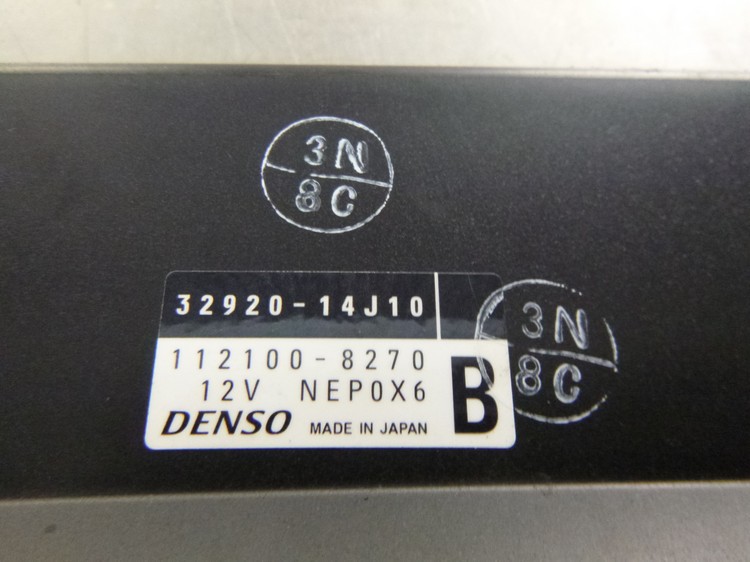 3N
8C
32920-14J10
112100-8270
12V NEP0X6
B
DENSO MADE IN JAPAN
3N
8C